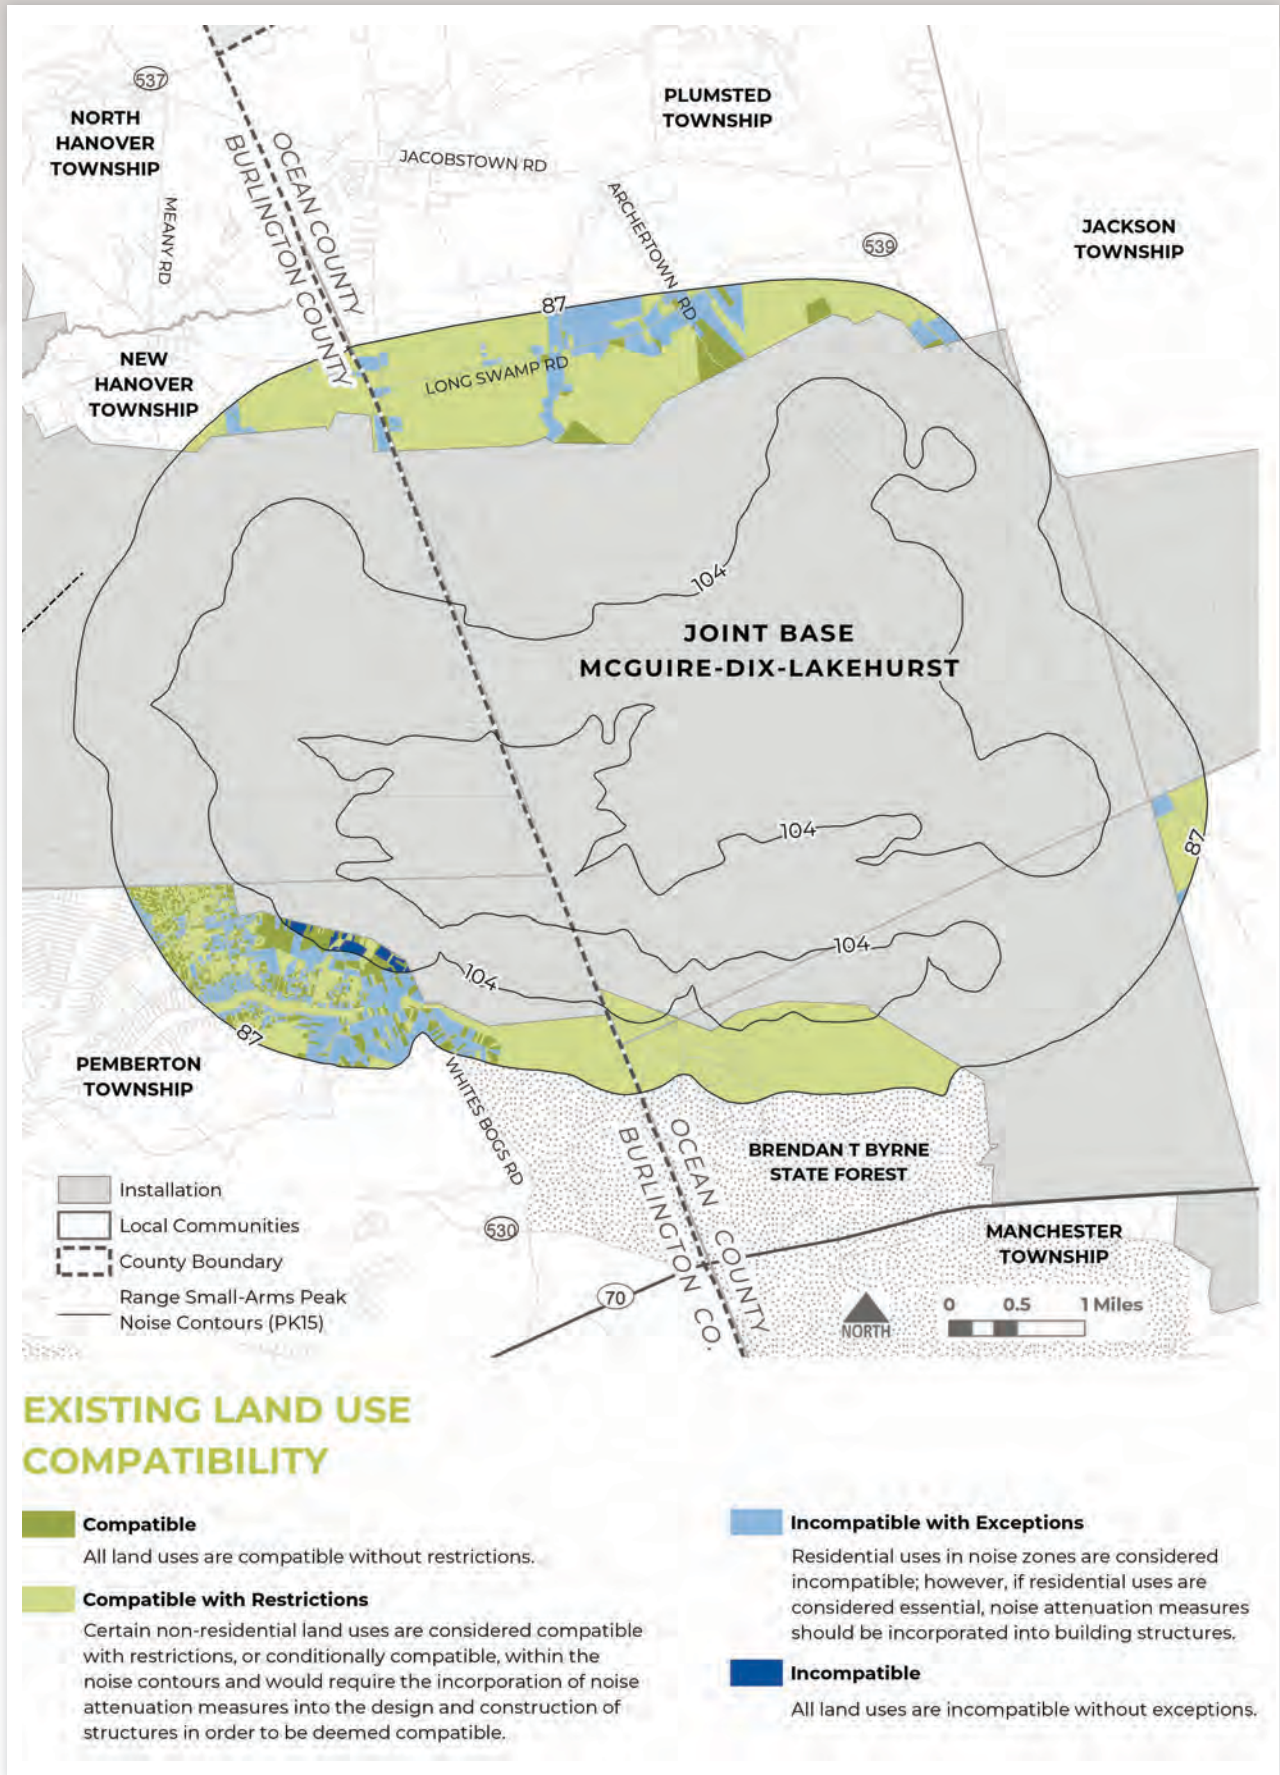 537
NORTH
HANOVER
TOWNSHIP
PLUMSTED
TOWNSHIP
OCEAN COUNTY
BURLINGTON COUNTY
JACOBSTOWN RD
MEANY RD
ARCHERTOWN RD
539
JACKSON
TOWNSHIP
87
NEW
HANOVER
TOWNSHIP
LONG SWAMP RD
104
JOINT BASE
MCGUIRE-DIX-LAKEHURST
104
87
104
104
87
PEMBERTON
TOWNSHIP
WHITES BOGS RD
OCEAN COUNTY
BURLINGTON CO.
BRENDAN T BYRNE
STATE FOREST
530
MANCHESTER
TOWNSHIP
70
Installation
Local Communities
County Boundary
Range Small-Arms Peak
Noise Contours (PK15)
NORTH
0 0.5 1 Miles
EXISTING LAND USE
COMPATIBILITY
Compatible
All land uses are compatible without restrictions.
Compatible with Restrictions
Certain non-residential land uses are considered compatible
with restrictions, or conditionally compatible, within the
noise contours and would require the incorporation of noise
attenuation measures into the design and construction of
structures in order to be deemed compatible.
Incompatible with Exceptions
Residential uses in noise zones are considered
incompatible; however, if residential uses are
considered essential, noise attenuation measures
should be incorporated into building structures.
Incompatible
All land uses are incompatible without exceptions.